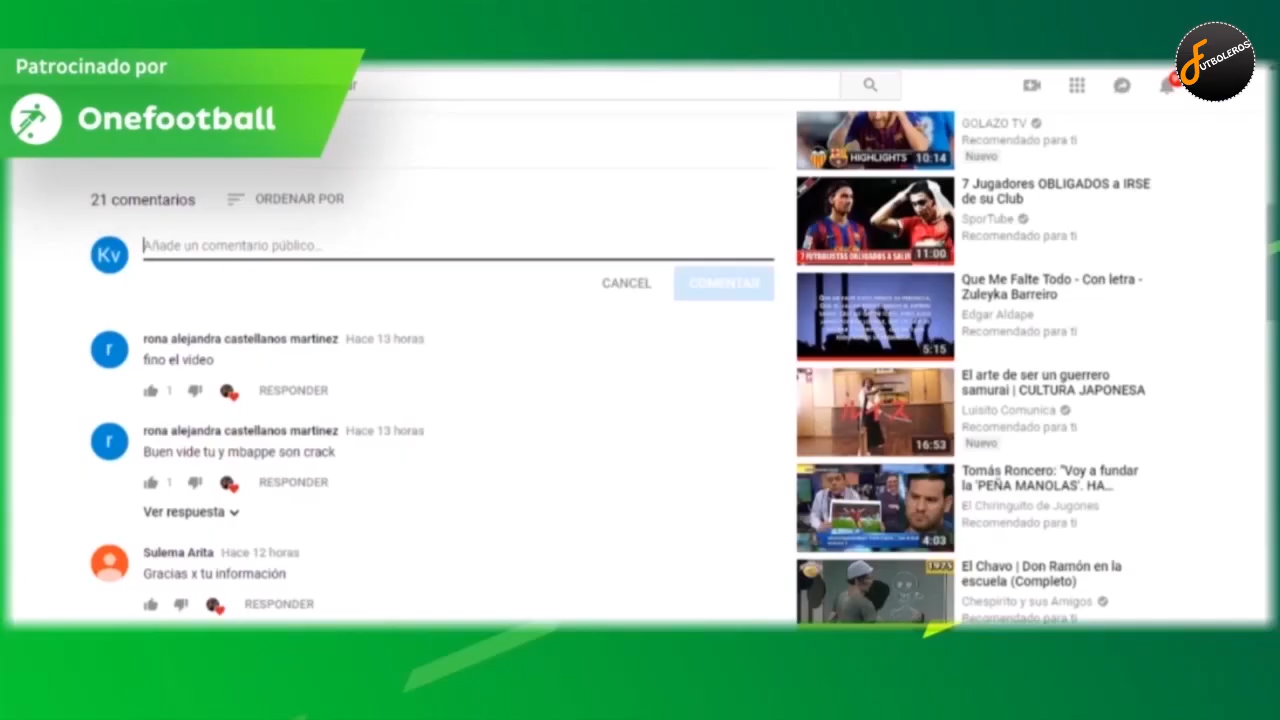 Patrocinado por
Onefootball
FUTBOLEROS
21 comentarios
ORDENAR POR
Kv
Añade un comentario público...
CANCEL
COMENTAR
r
rona alejandra castellanos martinez Hace 13 horas
fino el video
1
RESPONDER
r
rona alejandra castellanos martinez Hace 13 horas
Buen vide tu y mbappe son crack
1
RESPONDER
Ver respuesta
Sulema Arita Hace 12 horas
Gracias x tu información
RESPONDER
HIGHLIGHTS 10:14
GOLAZO TV
Recomendado para ti
Nuevo
7 FUTBOLISTAS OBLIGADOS A SALIR
11:00
7 Jugadores OBLIGADOS a IRSE
de su Club
SporTube
Recomendado para ti
5:15
Que Me Falte Todo - Con letra -
Zuleyka Barreiro
Edgar Aldape
Recomendado para ti
16:53
El arte de ser un guerrero
samurai | CULTURA JAPONESA
Luisito Comunica
Recomendado para ti
Nuevo
4:03
Tomás Roncero: "Voy a fundar
la 'PEÑA MANOLAS'. HA...
El Chiringuito de Jugones
Recomendado para ti
1975
El Chavo | Don Ramón en la
escuela (Completo)
Chespirito y sus Amigos
Recomendado para ti